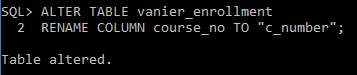 SQL> ALTER TABLE vanier_enrollment
  2  RENAME COLUMN course_no TO "c_number";
Table altered.